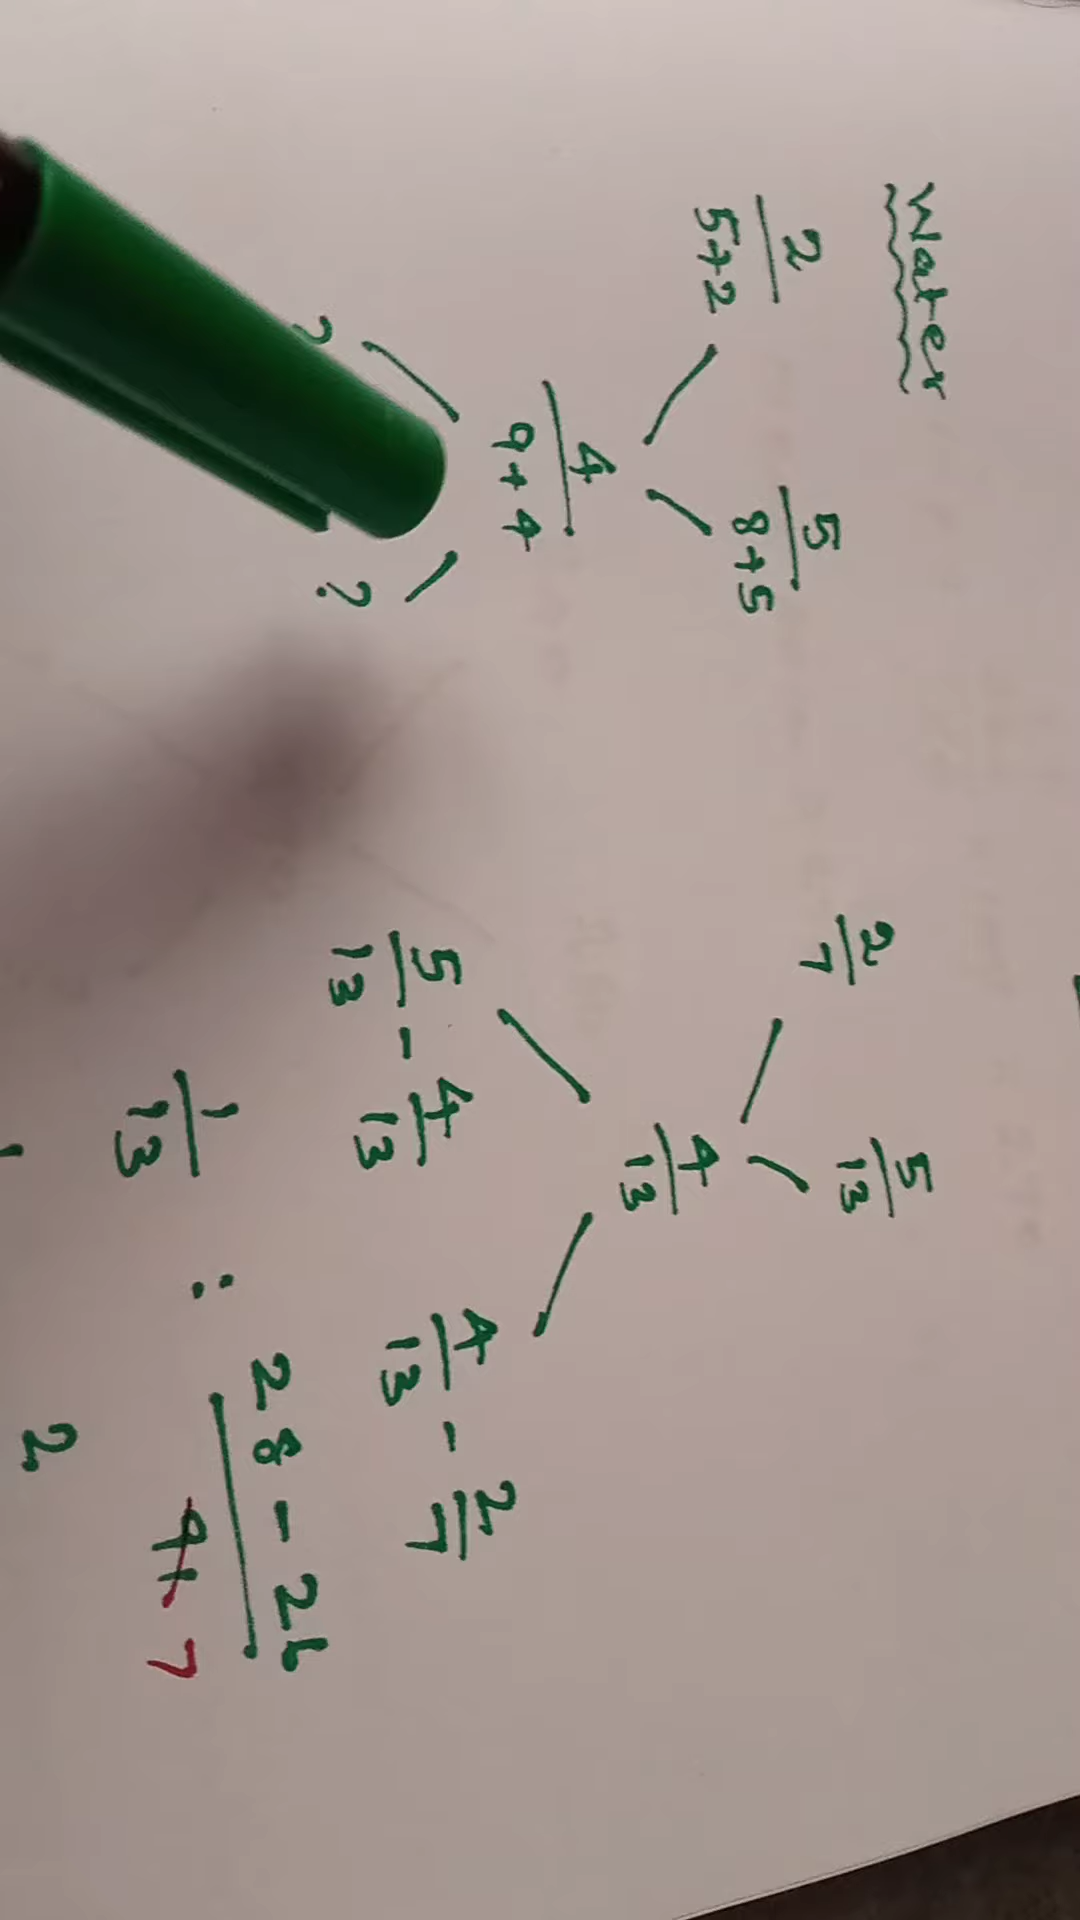 Water
2/(5+2) 5/(8+5)
4/(9+4)
? ?
2/7 5/13
4/13
5/13 - 4/13 4/13 - 2/7
1/13 : (28 - 26)/91 7
2